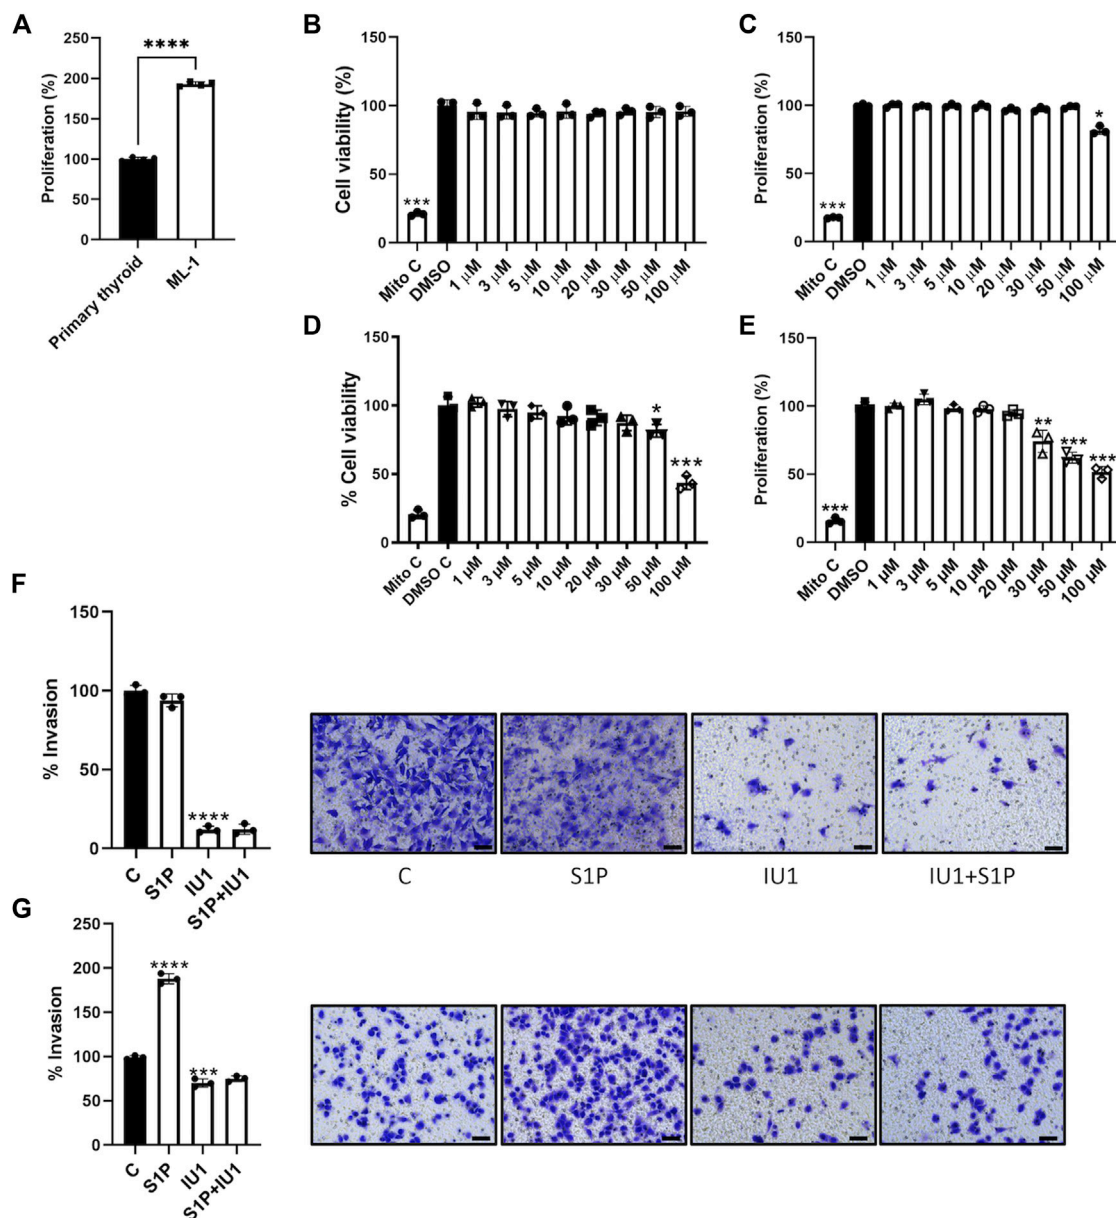 A
Proliferation (%)
250
200
150
100
50
0
****
Primary thyroid
ML-1
B
Cell viability (%)
150
100
50
0
***
Mito C
DMSO
1 μM
3 μM
5 μM
10 μM
20 μM
30 μM
50 μM
100 μM
C
Proliferation (%)
150
100
50
0
***
*
Mito C
DMSO
1 μM
3 μM
5 μM
10 μM
20 μM
30 μM
50 μM
100 μM
D
% Cell viability
150
100
50
0
*
***
Mito C
DMSO C
1 μM
3 μM
5 μM
10 μM
20 μM
30 μM
50 μM
100 μM
E
Proliferation (%)
150
100
50
0
***
**
***
***
Mito C
DMSO C
1 μM
3 μM
5 μM
10 μM
20 μM
30 μM
50 μM
100 μM
F
% Invasion
150
100
50
0
****
C
S1P
IU1
S1P+IU1
C
S1P
IU1
IU1+S1P
G
% Invasion
250
200
150
100
50
0
****
***
C
S1P
IU1
S1P+IU1